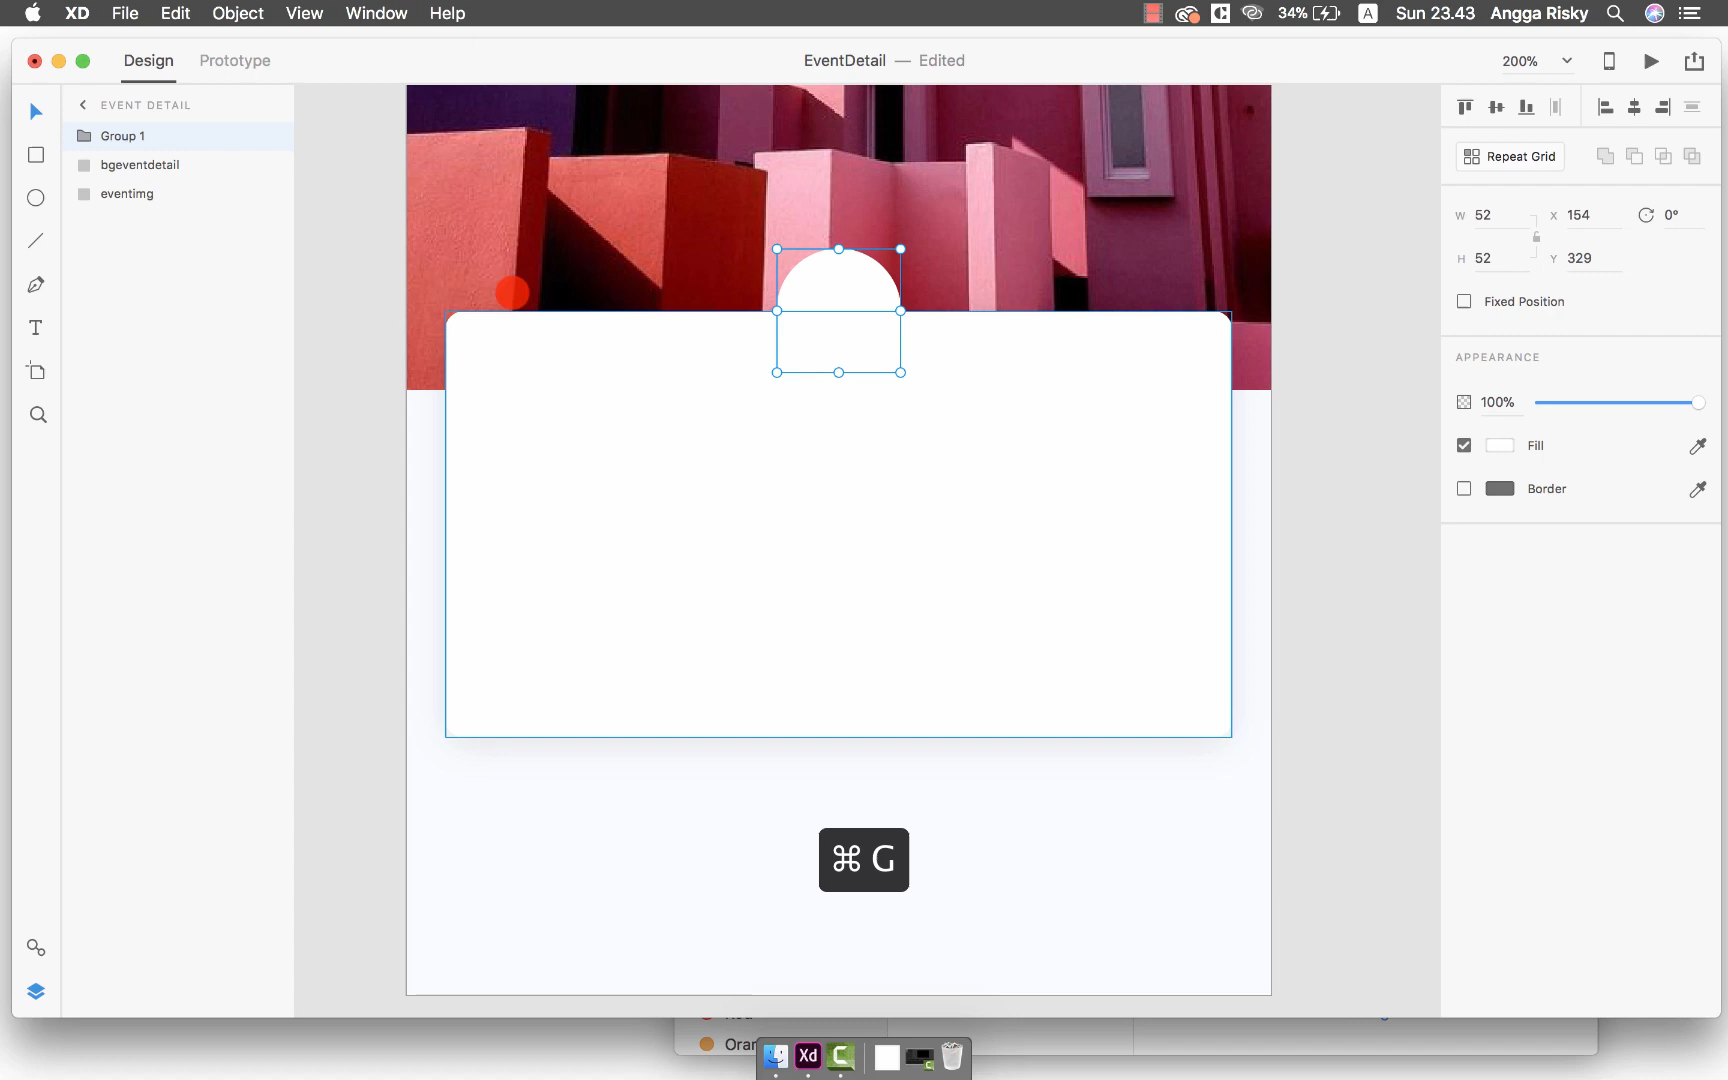 XD File Edit Object View Window Help
34% A Sun 23.43 Angga Risky
Design Prototype
EventDetail — Edited
200%
EVENT DETAIL
Group 1
bgeventdetail
eventimg
T
Repeat Grid
W 52 X 154 0°
H 52 Y 329
Fixed Position
APPEARANCE
100%
Fill
Border
⌘ G
Xd C